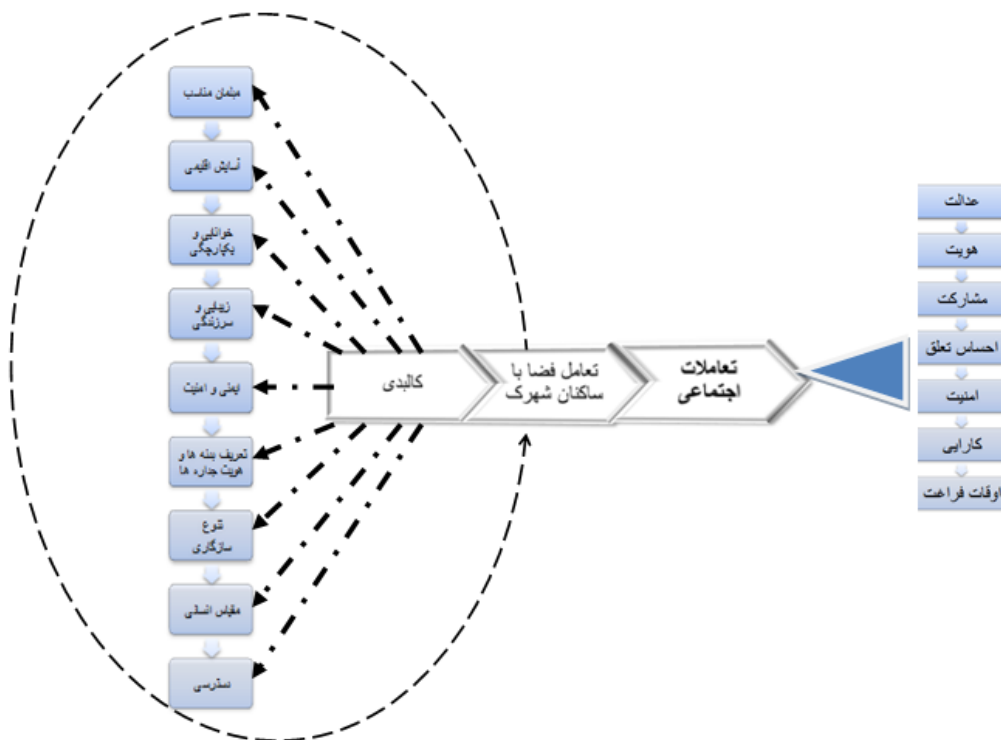 مبلمان مناسب
آسایش اقلیمی
خوانایی و
یکپارچگی
زیبایی و
سرزندگی
ایمنی و امنیت
تعریف بدنه ها و
هویت جداره ها
تنوع
سازگاری
مقیاس انسانی
دسترسی
کالبدی
تعامل فضا با
ساکنان شهرک
تعاملات
اجتماعی
عدالت
هویت
مشارکت
احساس تعلق
امنیت
کارایی
اوقات فراغت